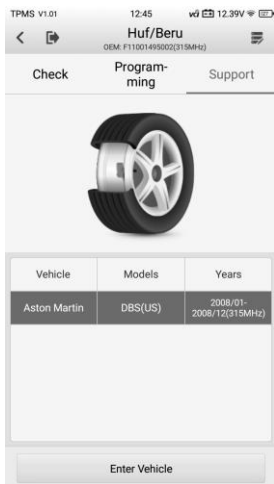 TPMS V1.01 12:45 12.39V
Huf/Beru
OEM: F11001495002(315MHz)
Check Program- Support
ming
Vehicle Models Years
Aston Martin DBS(US) 2008/01-
2008/12(315MHz)
Enter Vehicle